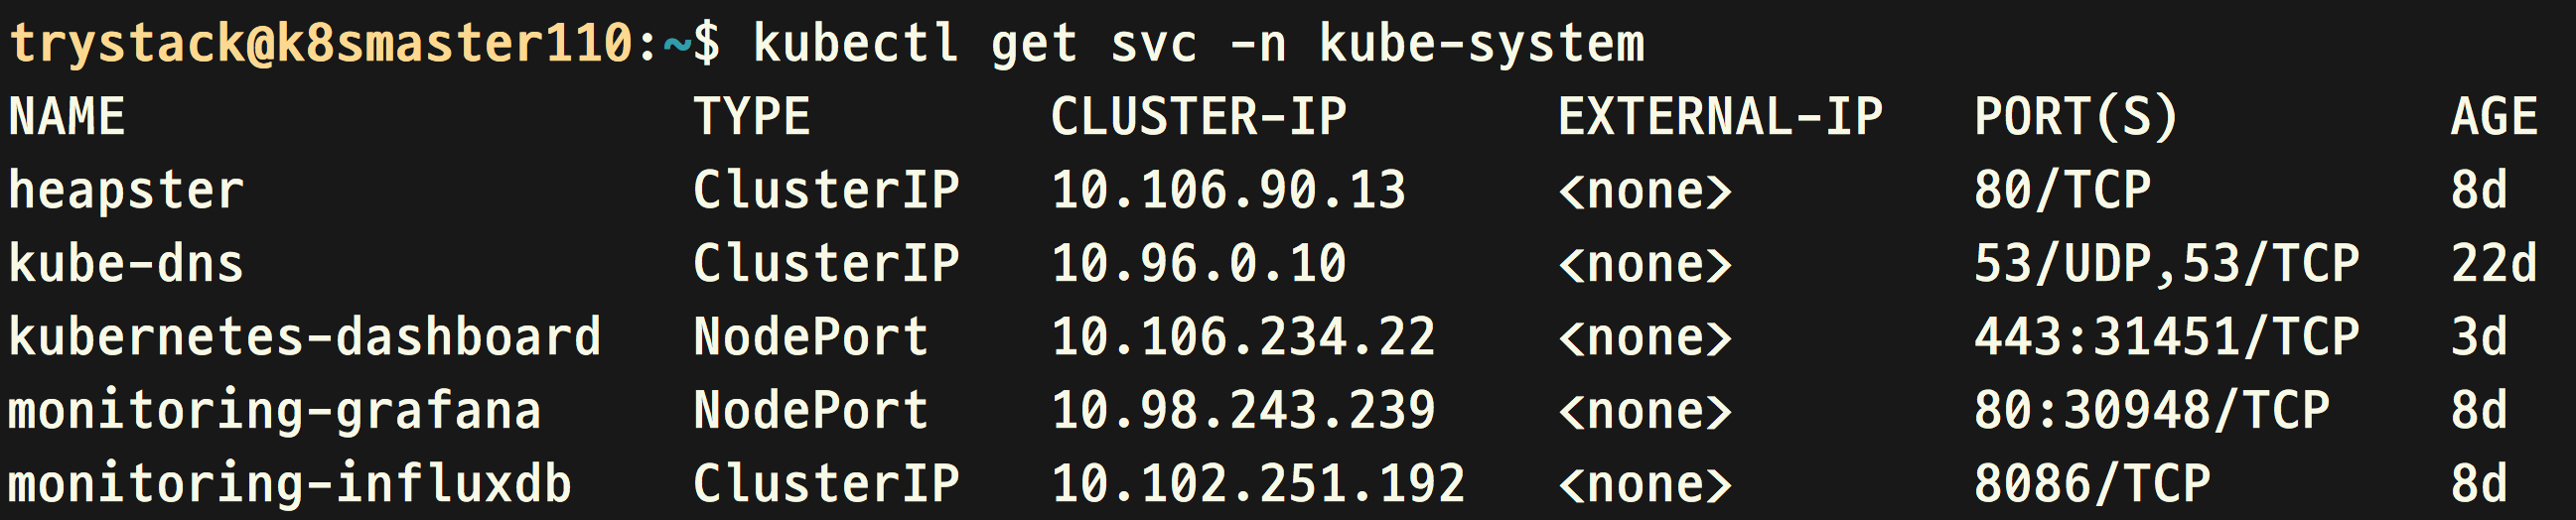 trystack@k8smaster110:~$ kubectl get svc -n kube-system
NAME TYPE CLUSTER-IP EXTERNAL-IP PORT(S) AGE
heapster ClusterIP 10.106.90.13 <none> 80/TCP 8d
kube-dns ClusterIP 10.96.0.10 <none> 53/UDP,53/TCP 22d
kubernetes-dashboard NodePort 10.106.234.22 <none> 443:31451/TCP 3d
monitoring-grafana NodePort 10.98.243.239 <none> 80:30948/TCP 8d
monitoring-influxdb ClusterIP 10.102.251.192 <none> 8086/TCP 8d